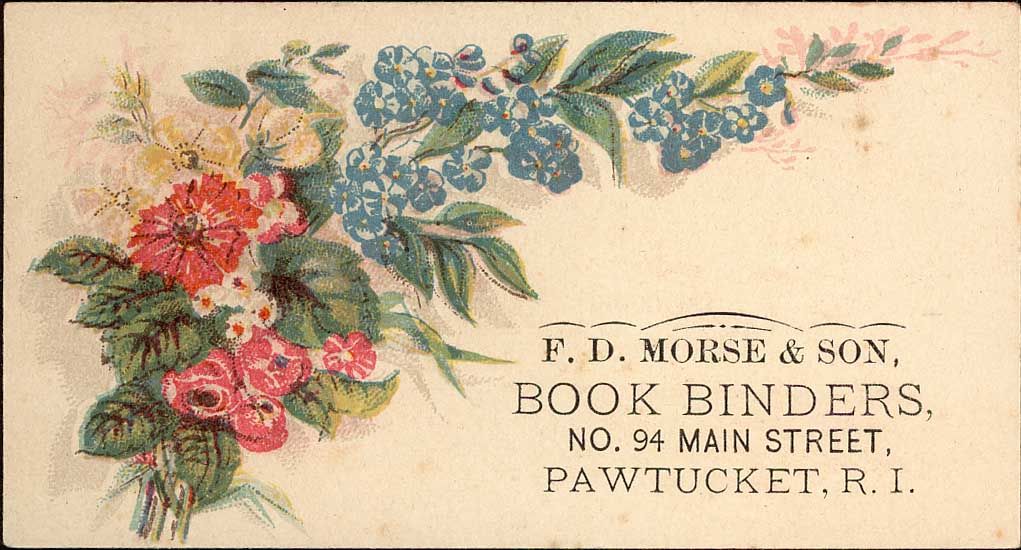 F. D. MORSE & SON,
BOOK BINDERS,
NO. 94 MAIN STREET,
PAWTUCKET, R. I.